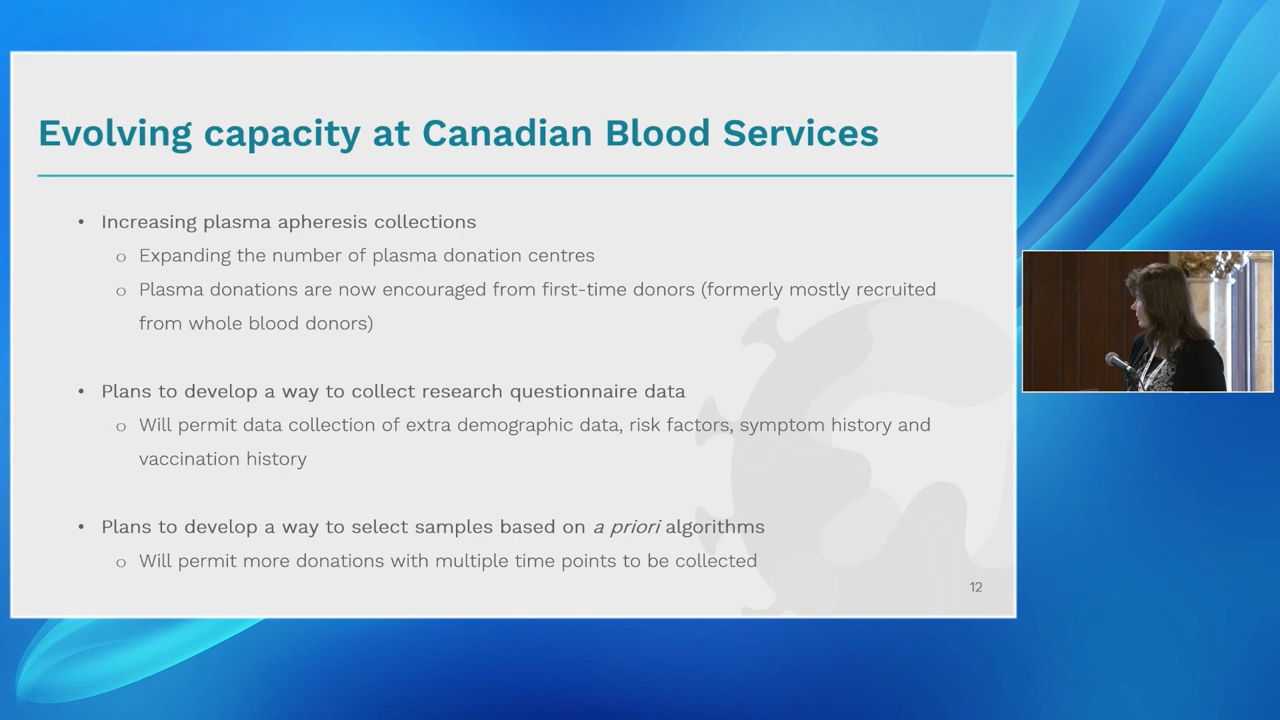 Evolving capacity at Canadian Blood Services
• Increasing plasma apheresis collections
o Expanding the number of plasma donation centres
o Plasma donations are now encouraged from first-time donors (formerly mostly recruited
from whole blood donors)
• Plans to develop a way to collect research questionnaire data
o Will permit data collection of extra demographic data, risk factors, symptom history and
vaccination history
• Plans to develop a way to select samples based on a priori algorithms
o Will permit more donations with multiple time points to be collected
12